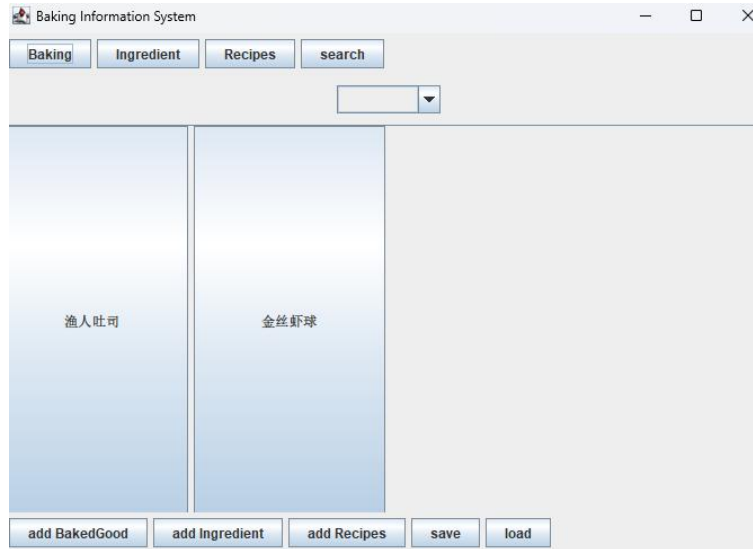 Baking Information System
Baking Ingredient Recipes search
渔人吐司 金丝虾球
add BakedGood add Ingredient add Recipes save load